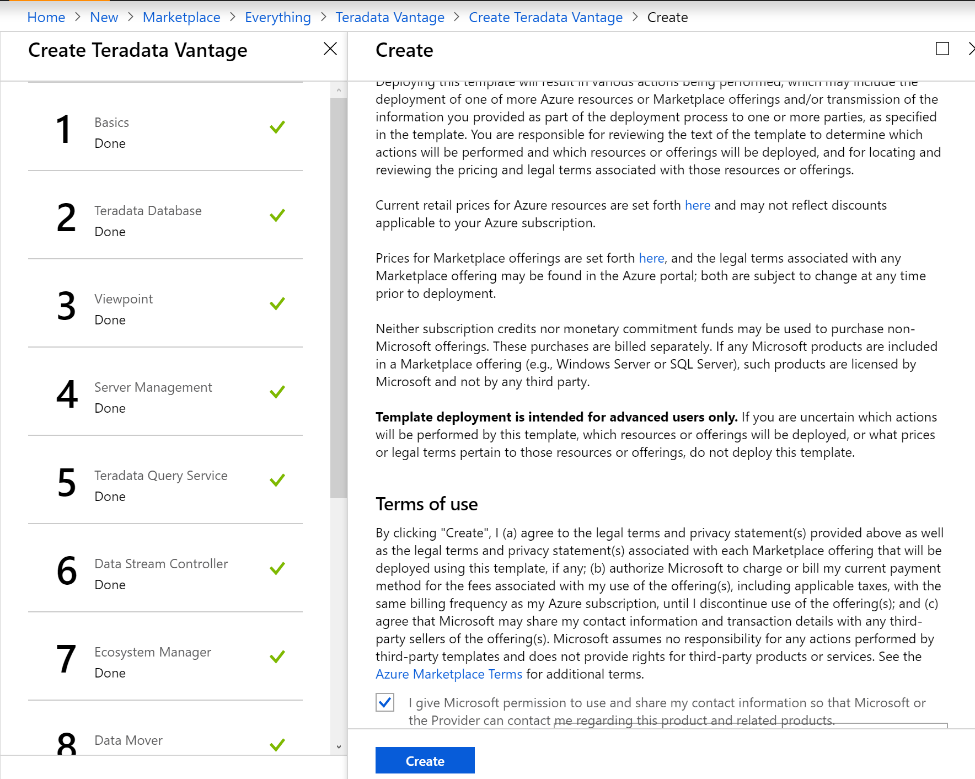 Home > New > Marketplace > Everything > Teradata Vantage > Create Teradata Vantage > Create
Create Teradata Vantage
1
Basics
Done
2
Teradata Database
Done
3
Viewpoint
Done
4
Server Management
Done
5
Teradata Query Service
Done
6
Data Stream Controller
Done
7
Ecosystem Manager
Done
8
Data Mover
Create
Deploying this template will result in various actions being performed, which may include the
deployment of one of more Azure resources or Marketplace offerings and/or transmission of the
information you provided as part of the deployment process to one or more parties, as specified
in the template. You are responsible for reviewing the text of the template to determine which
actions will be performed and which resources or offerings will be deployed, and for locating and
reviewing the pricing and legal terms associated with those resources or offerings.
Current retail prices for Azure resources are set forth here and may not reflect discounts
applicable to your Azure subscription.
Prices for Marketplace offerings are set forth here, and the legal terms associated with any
Marketplace offering may be found in the Azure portal; both are subject to change at any time
prior to deployment.
Neither subscription credits nor monetary commitment funds may be used to purchase non-
Microsoft offerings. These purchases are billed separately. If any Microsoft products are included
in a Marketplace offering (e.g., Windows Server or SQL Server), such products are licensed by
Microsoft and not by any third party.
Template deployment is intended for advanced users only. If you are uncertain which actions
will be performed by this template, which resources or offerings will be deployed, or what prices
or legal terms pertain to those resources or offerings, do not deploy this template.
Terms of use
By clicking "Create", I (a) agree to the legal terms and privacy statement(s) provided above as well
as the legal terms and privacy statement(s) associated with each Marketplace offering that will be
deployed using this template, if any; (b) authorize Microsoft to charge or bill my current payment
method for the fees associated with my use of the offering(s), including applicable taxes, with the
same billing frequency as my Azure subscription, until I discontinue use of the offering(s); and (c)
agree that Microsoft may share my contact information and transaction details with any third-
party sellers of the offering(s). Microsoft assumes no responsibility for any actions performed by
third-party templates and does not provide rights for third-party products or services. See the
Azure Marketplace Terms for additional terms.
I give Microsoft permission to use and share my contact information so that Microsoft or
the Provider can contact me regarding this product and related products.
Create